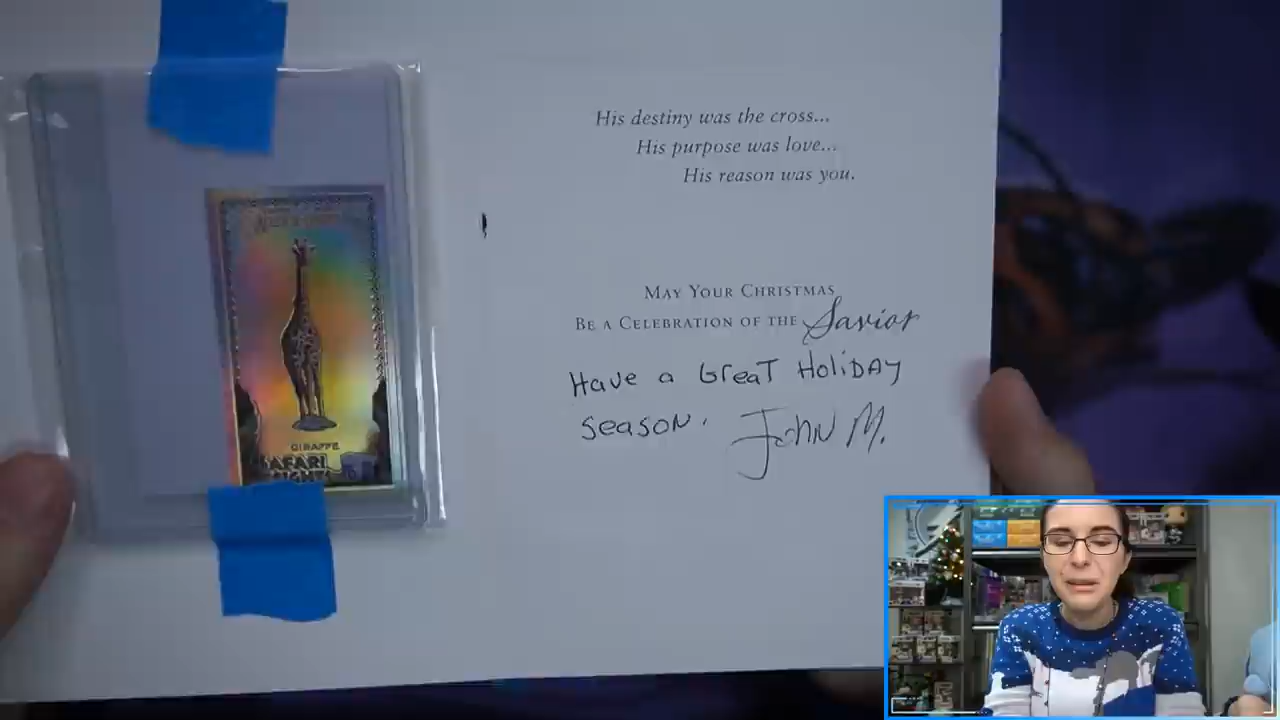 His destiny was the cross...
His purpose was love...
His reason was you.
MAY YOUR CHRISTMAS
BE A CELEBRATION OF THE Savior
Have a Great Holiday
season. John M.
GIRAFFE
SAFARI